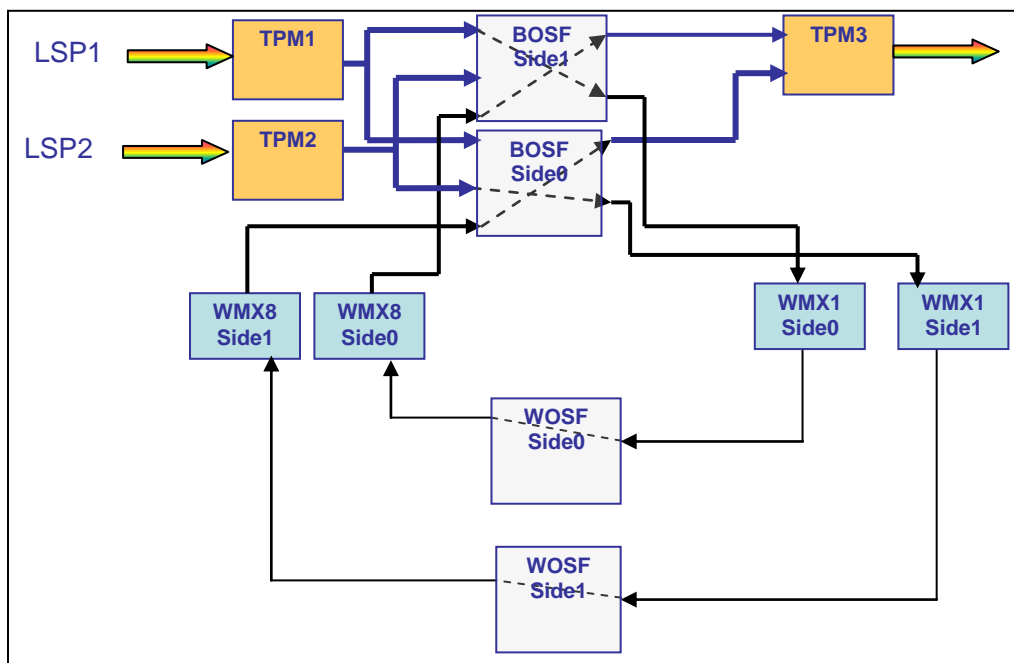 LSP1
TPM1
BOSF
Side1
TPM3
LSP2
TPM2
BOSF
Side0
WMX8
Side1
WMX8
Side0
WMX1
Side0
WMX1
Side1
WOSF
Side0
WOSF
Side1